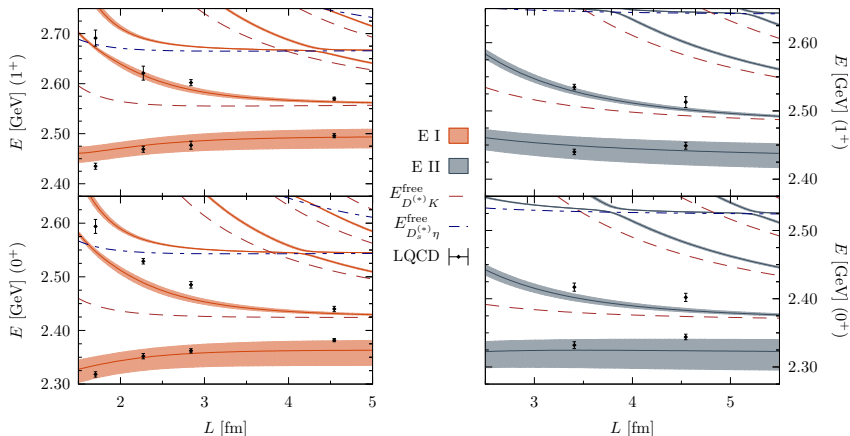 2.70
2.60
2.50
2.40
E [GeV] (1⁺)
2.60
2.50
2.40
2.30
E [GeV] (0⁺)
2 3 4 5
L [fm]
E I
E II
E^free_{D^(*)K}
E^free_{D_s^(*)η}
LQCD
2.60
2.50
2.40
E [GeV] (1⁺)
2.60
2.50
2.40
2.30
E [GeV] (0⁺)
3 4 5
L [fm]